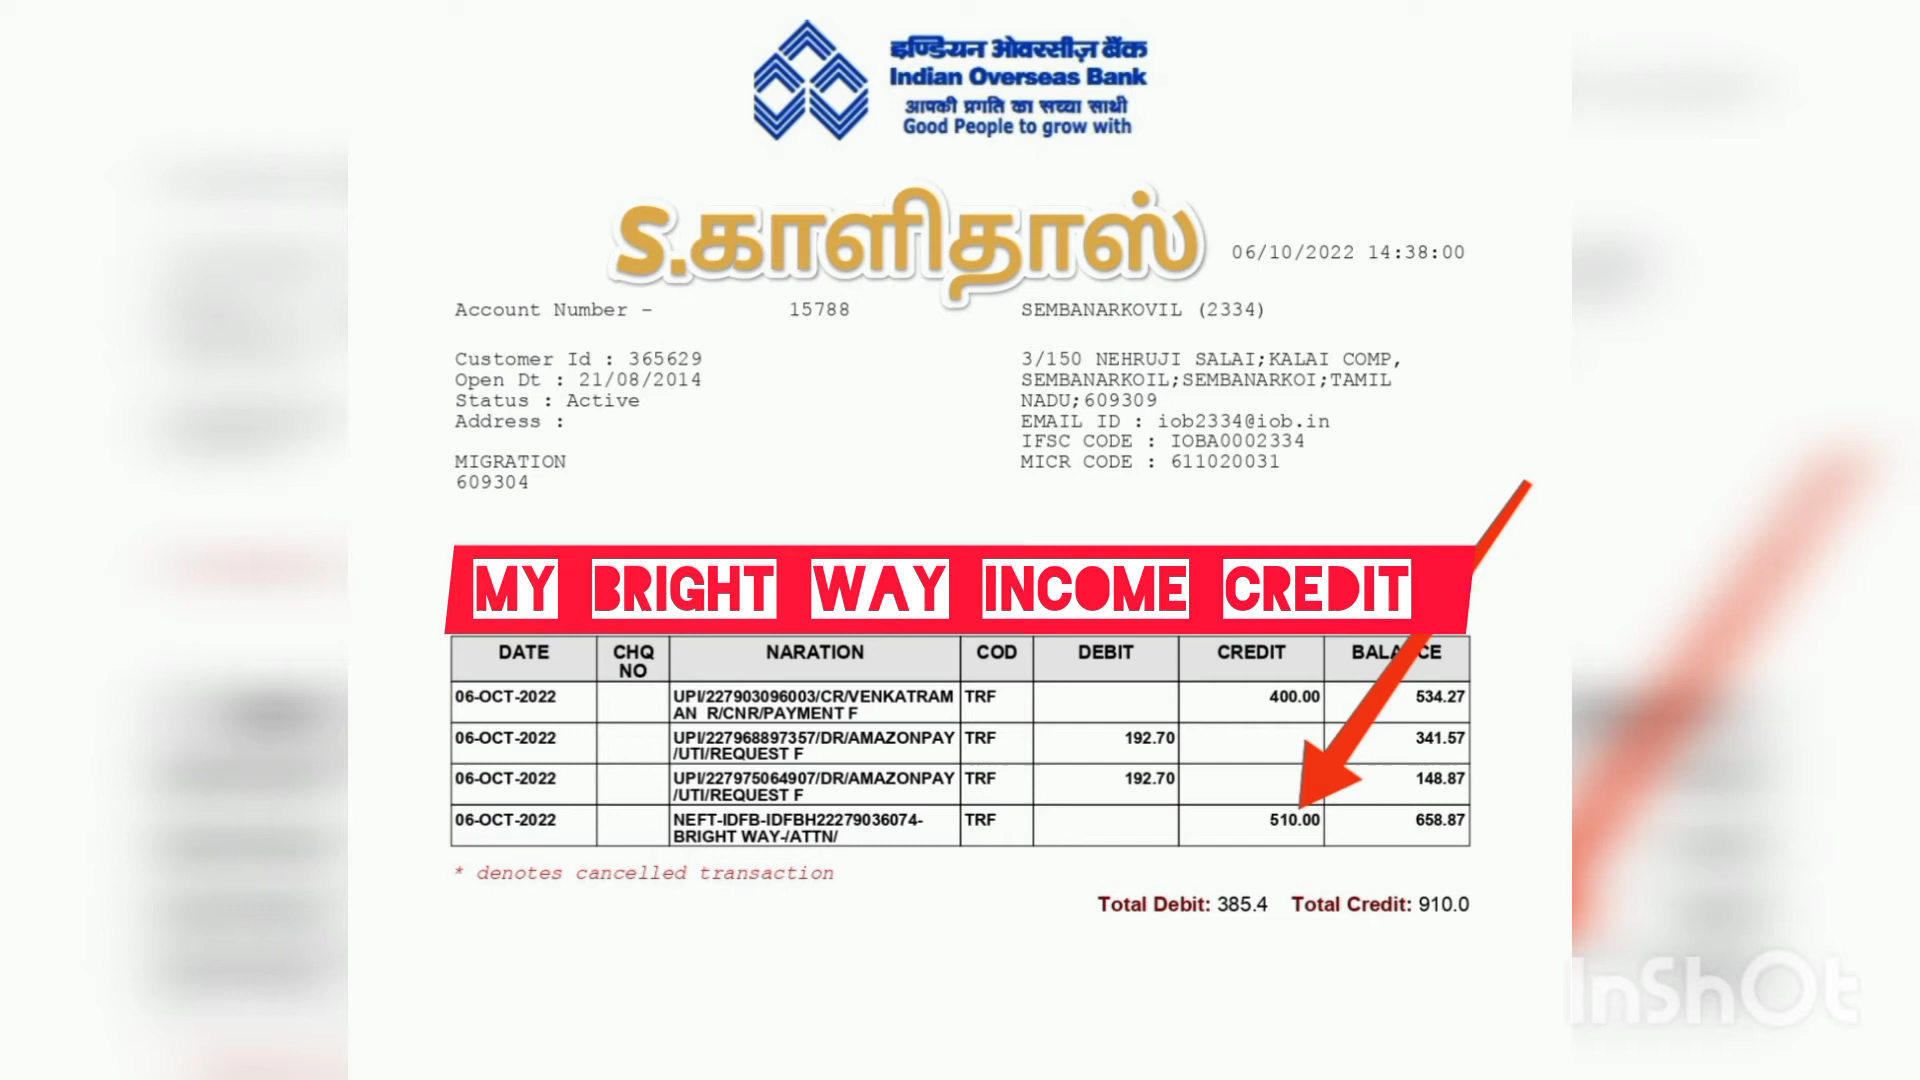 इण्डियन ओवरसीज़ बैंक
Indian Overseas Bank
आपकी प्रगति का सच्चा साथी
Good People to grow with
S.காளிதாஸ்
06/10/2022 14:38:00
Account Number - 15788
SEMBANARKOVIL (2334)
Customer Id : 365629
Open Dt : 21/08/2014
Status : Active
Address :
MIGRATION
609304
3/150 NEHRUJI SALAI;KALAI COMP,
SEMBANARKOIL;SEMBANARKOI;TAMIL
NADU;609309
EMAIL ID : iob2334@iob.in
IFSC CODE : IOBA0002334
MICR CODE : 611020031
MY BRIGHT WAY INCOME CREDIT
DATE CHQ NO NARATION COD DEBIT CREDIT BALANCE
06-OCT-2022 UPI/227903096003/CR/VENKATRAM TRF 400.00 534.27
AN R/CNR/PAYMENT F
06-OCT-2022 UPI/227968897357/DR/AMAZONPAY TRF 192.70 341.57
/UTI/REQUEST F
06-OCT-2022 UPI/227975064907/DR/AMAZONPAY TRF 192.70 148.87
/UTI/REQUEST F
06-OCT-2022 NEFT-IDFB-IDFBH22279036074- TRF 510.00 658.87
BRIGHT WAY-/ATTN/
* denotes cancelled transaction
Total Debit: 385.4 Total Credit: 910.0
InShOt